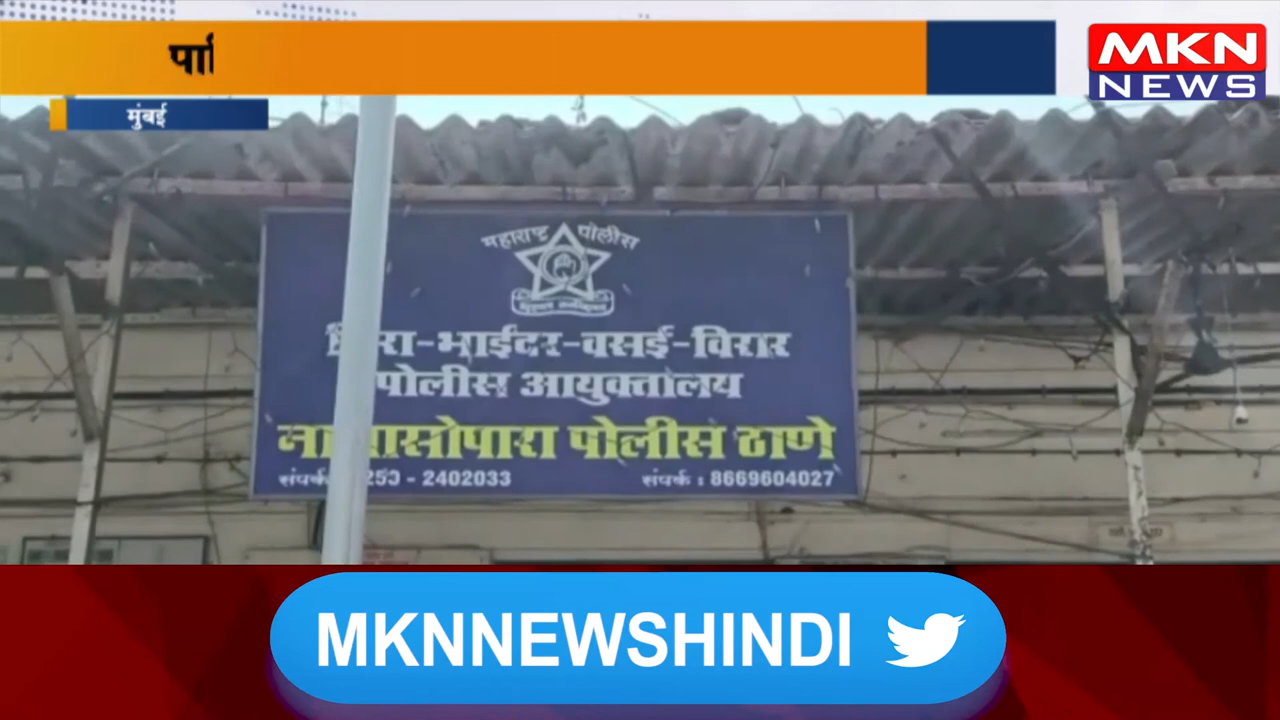 MKN
NEWS
मुंबई
महाराष्ट्र पोलीस
-भाईंदर-वसई-विरार
पोलीस आयुक्तालय
पोलीस ठाणे
संपर्क : 8669604027
2402033
MKNNEWSHINDI